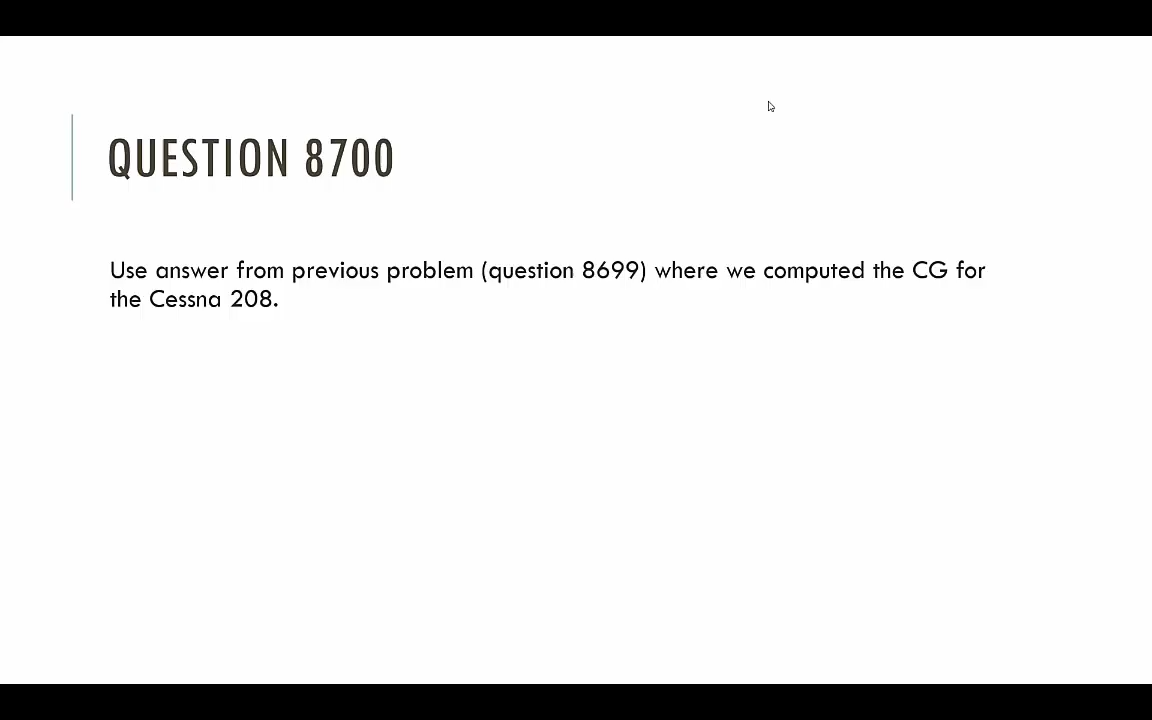 QUESTION 8700
Use answer from previous problem (question 8699) where we computed the CG for
the Cessna 208.